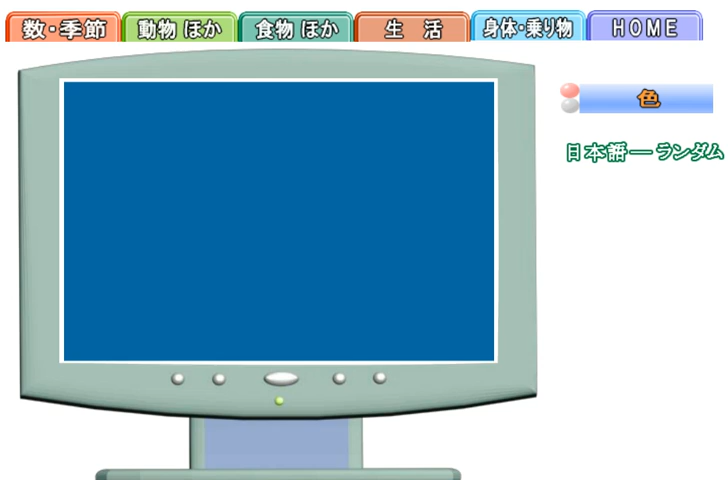 数・季節 動物 ほか 食物 ほか 生 活 身体・乗り物 HOME
色
日本語 ― ランダム